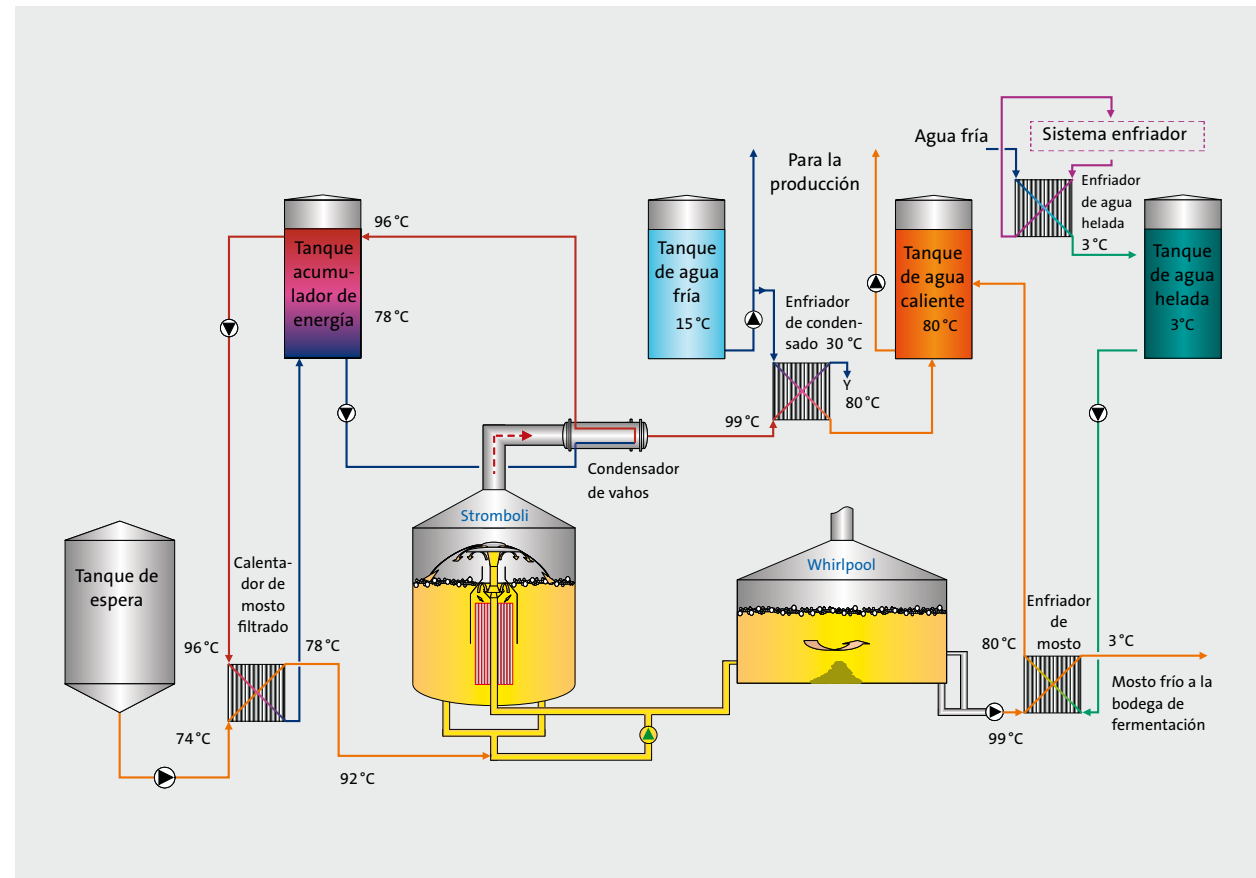 Agua fría
Sistema enfriador
Para la
producción
Enfriador
de agua
helada
3 °C
96 °C
Tanque
acumu-
lador de
energía
78 °C
Tanque
de agua
fría
15 °C
Enfriador
de conden-
sado 30 °C
Y
80 °C
Tanque
de agua
caliente
80 °C
Tanque
de agua
helada
3°C
99 °C
Condensador
de vahos
Stromboli
Tanque de
espera
Calenta-
dor de
mosto
filtrado
96 °C
78 °C
74 °C
92 °C
Whirlpool
Enfriador
de
mosto
80 °C
3 °C
Mosto frío a la
bodega de
fermentación
99 °C